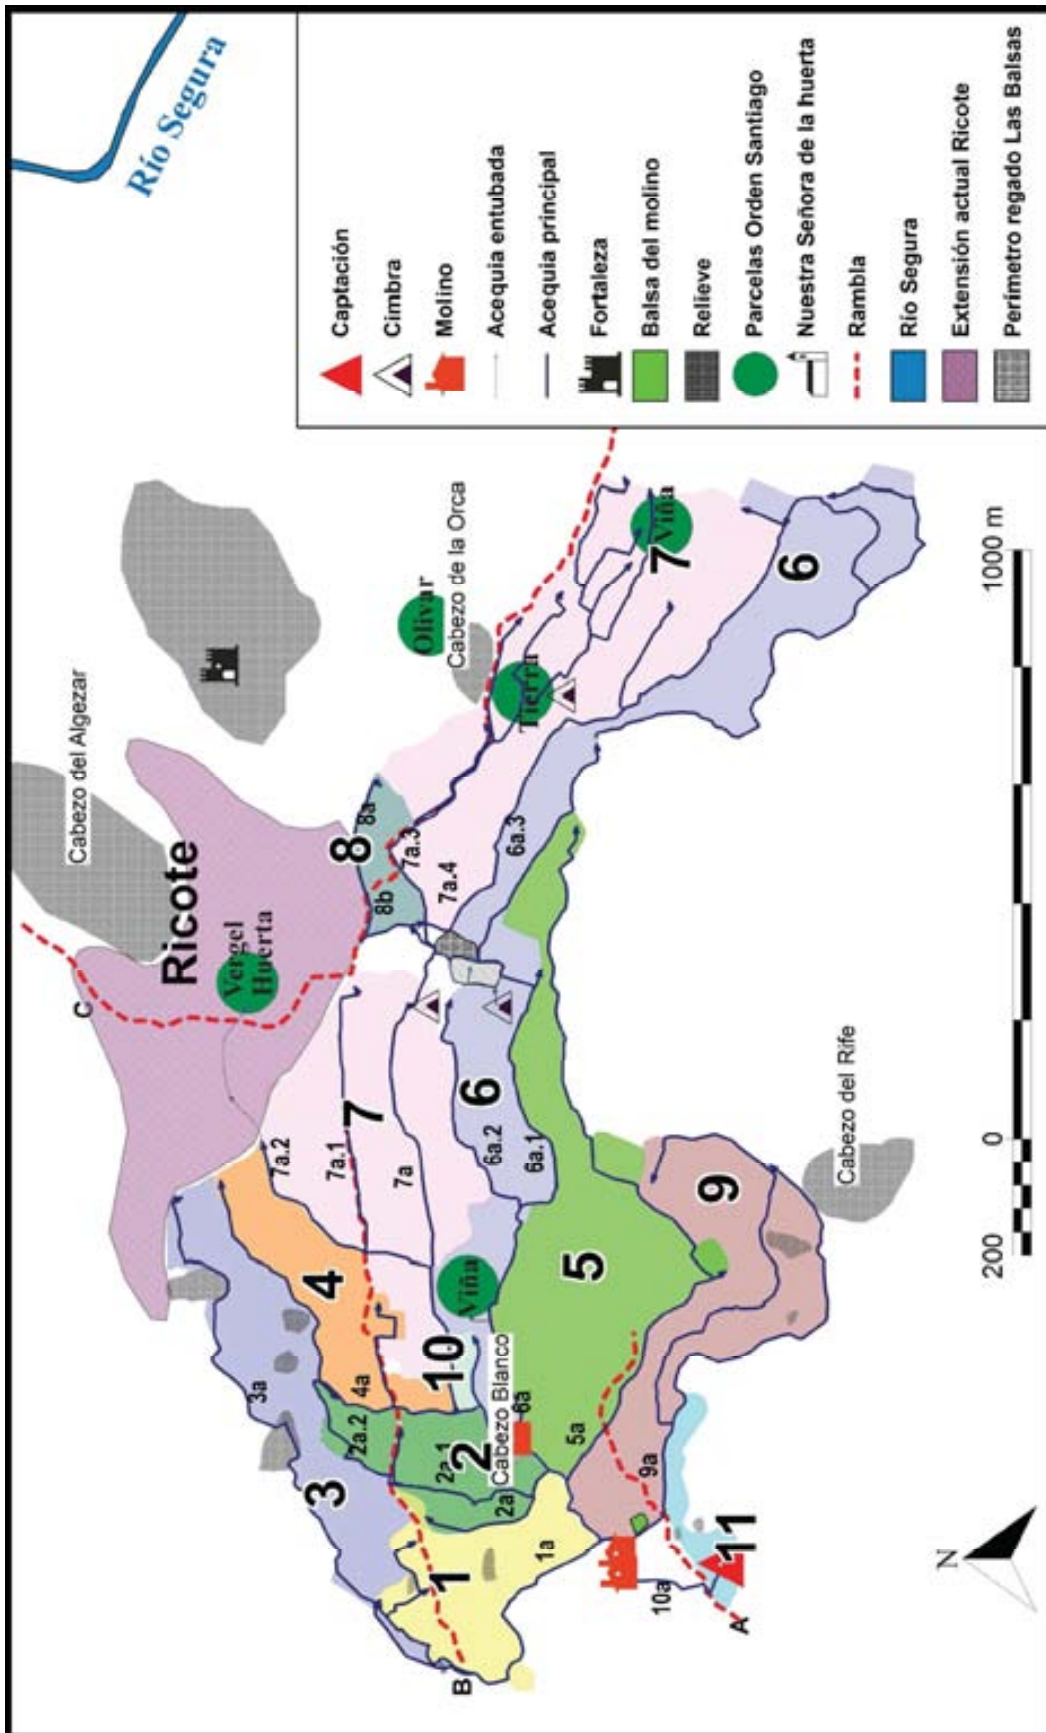 Río Segura
Captación
Cimbra
Molino
Acequia entubada
Acequia principal
Fortaleza
Balsa del molino
Relieve
Parcelas Orden Santiago
Nuestra Señora de la huerta
Rambla
Río Segura
Extensión actual Ricote
Perímetro regado Las Balsas
Cabezo del Algezar
Ricote
Vergel
Huerta
C
Olivar
Cabezo de la Orca
Tierra
Viña
7
6
8
8a
8b
7a.3
7a.4
6a.3
7a.2
7a.1
7
7a
6
6a.2
6a.1
3a
3
4
4a
2a.2
10
Viña
Cabezo Blanco
6a
2a.1
2
2a
5
5a
1
1a
B
9
9a
Cabezo del Rife
10a
11
A
N
200
0
1000 m